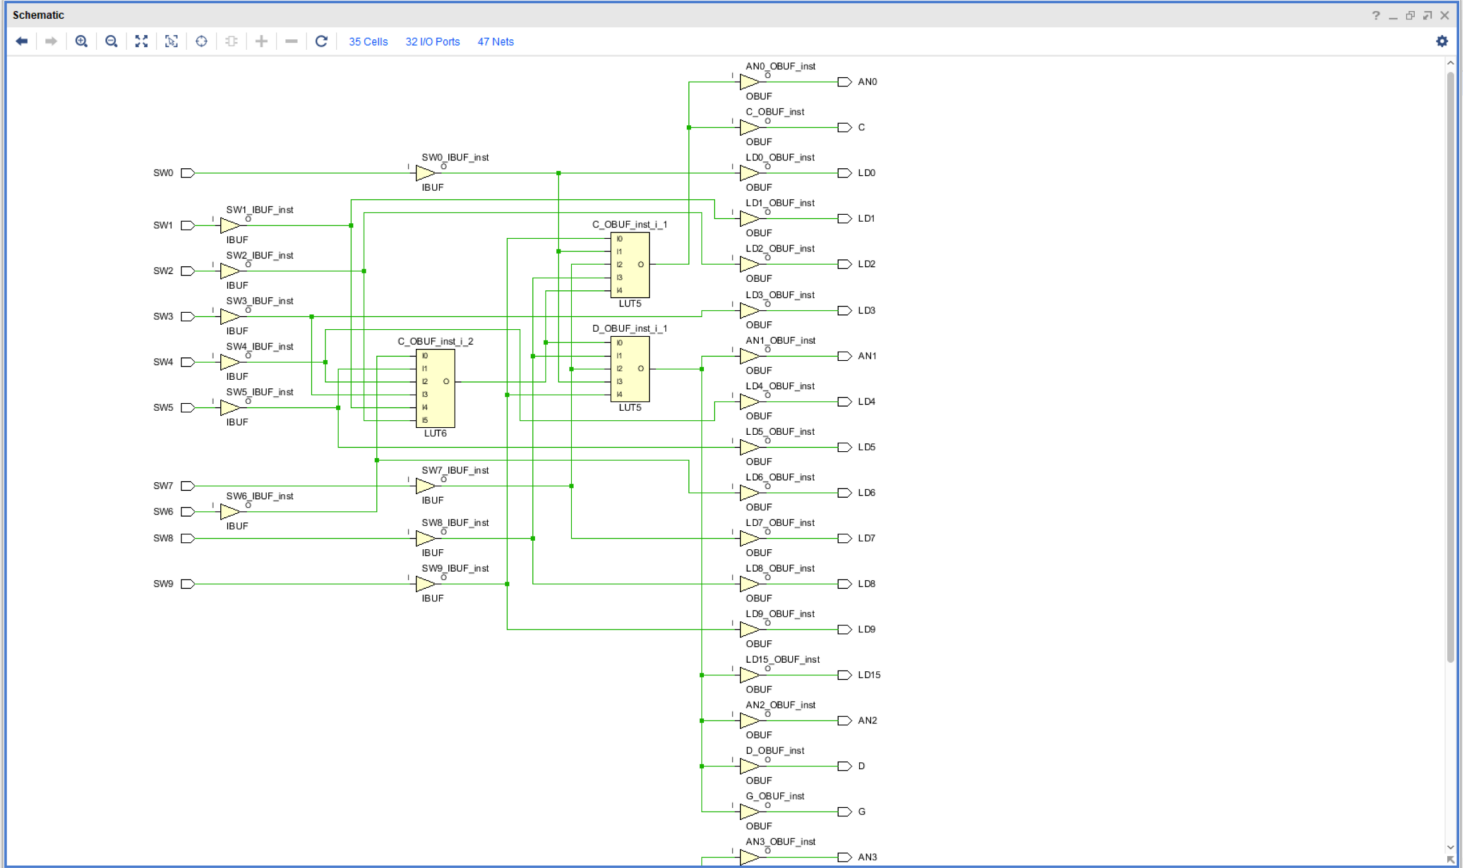 Schematic
35 Cells 32 I/O Ports 47 Nets
AN0_OBUF_inst
I O AN0
OBUF
C_OBUF_inst
I O C
OBUF
SW0_IBUF_inst
SW0 I O
IBUF
LD0_OBUF_inst
I O LD0
OBUF
SW1_IBUF_inst
SW1 I O
IBUF
LD1_OBUF_inst
I O LD1
OBUF
C_OBUF_inst_i_1
I0
I1
I2 O
I3
I4
LUT5
SW2_IBUF_inst
SW2 I O
IBUF
LD2_OBUF_inst
I O LD2
OBUF
SW3_IBUF_inst
SW3 I O
IBUF
LD3_OBUF_inst
I O LD3
OBUF
D_OBUF_inst_i_1
I0
I1
I2 O
I3
I4
LUT5
C_OBUF_inst_i_2
I0
I1
I2 O
I3
I4
I5
LUT6
SW4_IBUF_inst
SW4 I O
IBUF
AN1_OBUF_inst
I O AN1
OBUF
SW5_IBUF_inst
SW5 I O
IBUF
LD4_OBUF_inst
I O LD4
OBUF
LD5_OBUF_inst
I O LD5
OBUF
SW7_IBUF_inst
SW7 I O
IBUF
SW6_IBUF_inst
SW6 I O
IBUF
LD6_OBUF_inst
I O LD6
OBUF
SW8_IBUF_inst
SW8 I O
IBUF
LD7_OBUF_inst
I O LD7
OBUF
SW9_IBUF_inst
SW9 I O
IBUF
LD8_OBUF_inst
I O LD8
OBUF
LD9_OBUF_inst
I O LD9
OBUF
LD15_OBUF_inst
I O LD15
OBUF
AN2_OBUF_inst
I O AN2
OBUF
D_OBUF_inst
I O D
OBUF
G_OBUF_inst
I O G
OBUF
AN3_OBUF_inst
I O AN3